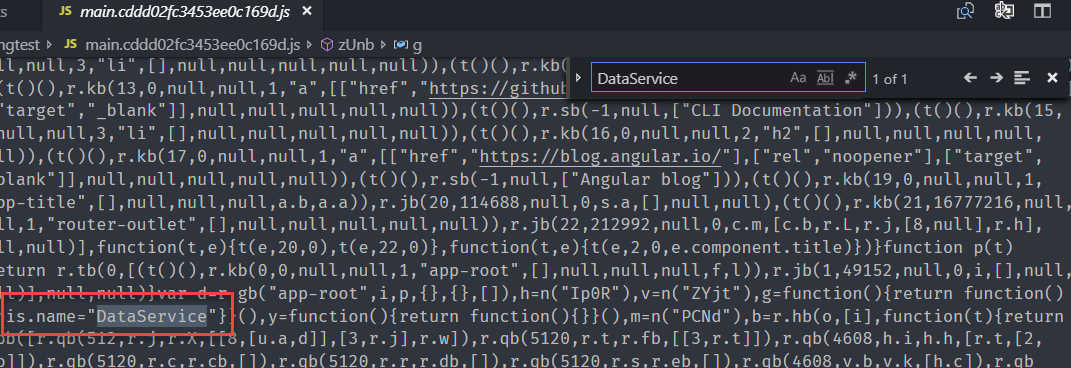 ts JS main.cddd02fc3453ee0c169d.js ×
ngtest › JS main.cddd02fc3453ee0c169d.js › zUnb › g
DataService Aa Abl .* 1 of 1
ll,null,3,"li",[],null,null,null,null,null)),(t()(),r.kb(
(t()(),r.kb(13,0,null,null,1,"a",[["href","https://github
"target","_blank"]],null,null,null,null,null)),(t()(),r.sb(-1,null,["CLI Documentation"])),(t()(),r.kb(15,
null,null,3,"li",[],null,null,null,null,null)),(t()(),r.kb(16,0,null,null,2,"h2",[],null,null,null,null,
ll)),(t()(),r.kb(17,0,null,null,1,"a",[["href","https://blog.angular.io/"],["rel","noopener"],["target",
blank"]],null,null,null,null,null)),(t()(),r.sb(-1,null,["Angular blog"])),(t()(),r.kb(19,0,null,null,1,
pp-title",[],null,null,null,a.b,a.a)),r.jb(20,114688,null,0,s.a,[],null,null),(t()(),r.kb(21,16777216,null,
ll,1,"router-outlet",[],null,null,null,null,null)),r.jb(22,212992,null,0,c.m,[c.b,r.L,r.j,[8,null],r.h],
ll,null)],function(t,e){t(e,20,0),t(e,22,0)},function(t,e){t(e,2,0,e.component.title)})}function p(t)
eturn r.tb(0,[(t()(),r.kb(0,0,null,null,1,"app-root",[],null,null,null,f,l)),r.jb(1,49152,null,0,i,[],null,
ll)],null,null)}var d=r.gb("app-root",i,p,{},{},[]),h=n("Ip0R"),v=n("ZYjt"),g=function(){return function()
is.name="DataService"}}(),y=function(){return function(){}}(),m=n("PCNd"),b=r.hb(o,[i],function(t){return
ob([r.qb(512,r.j,r.X,[[8,[u.a,d]],[3,r.j],r.w]),r.qb(5120,r.t,r.fb,[[3,r.t]]),r.qb(4608,h.i,h.h,[r.t,[2,
o]]),r.qb(5120,r.c,r.cb,[]),r.qb(5120,r.r,r.db,[]),r.qb(5120,r.s,r.eb,[]),r.qb(4608,v.b,v.k,[h.c]),r.qb